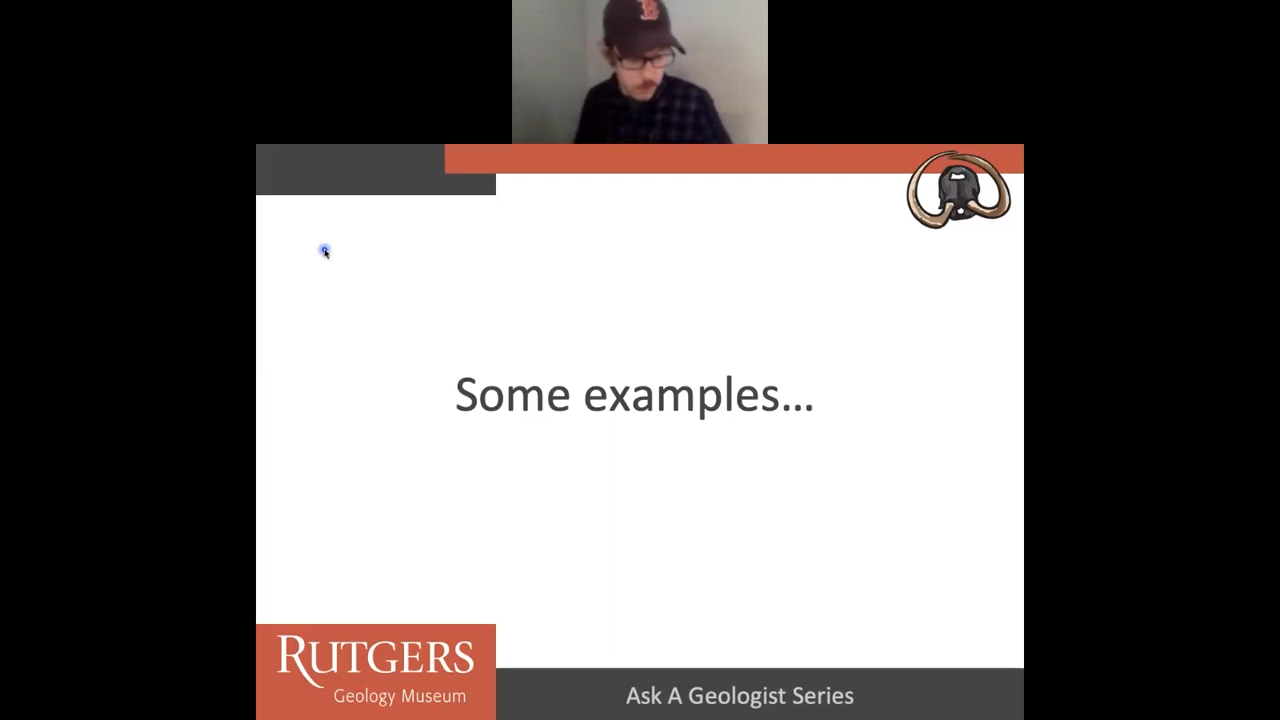 B
Some examples...
RUTGERS
Geology Museum
Ask A Geologist Series